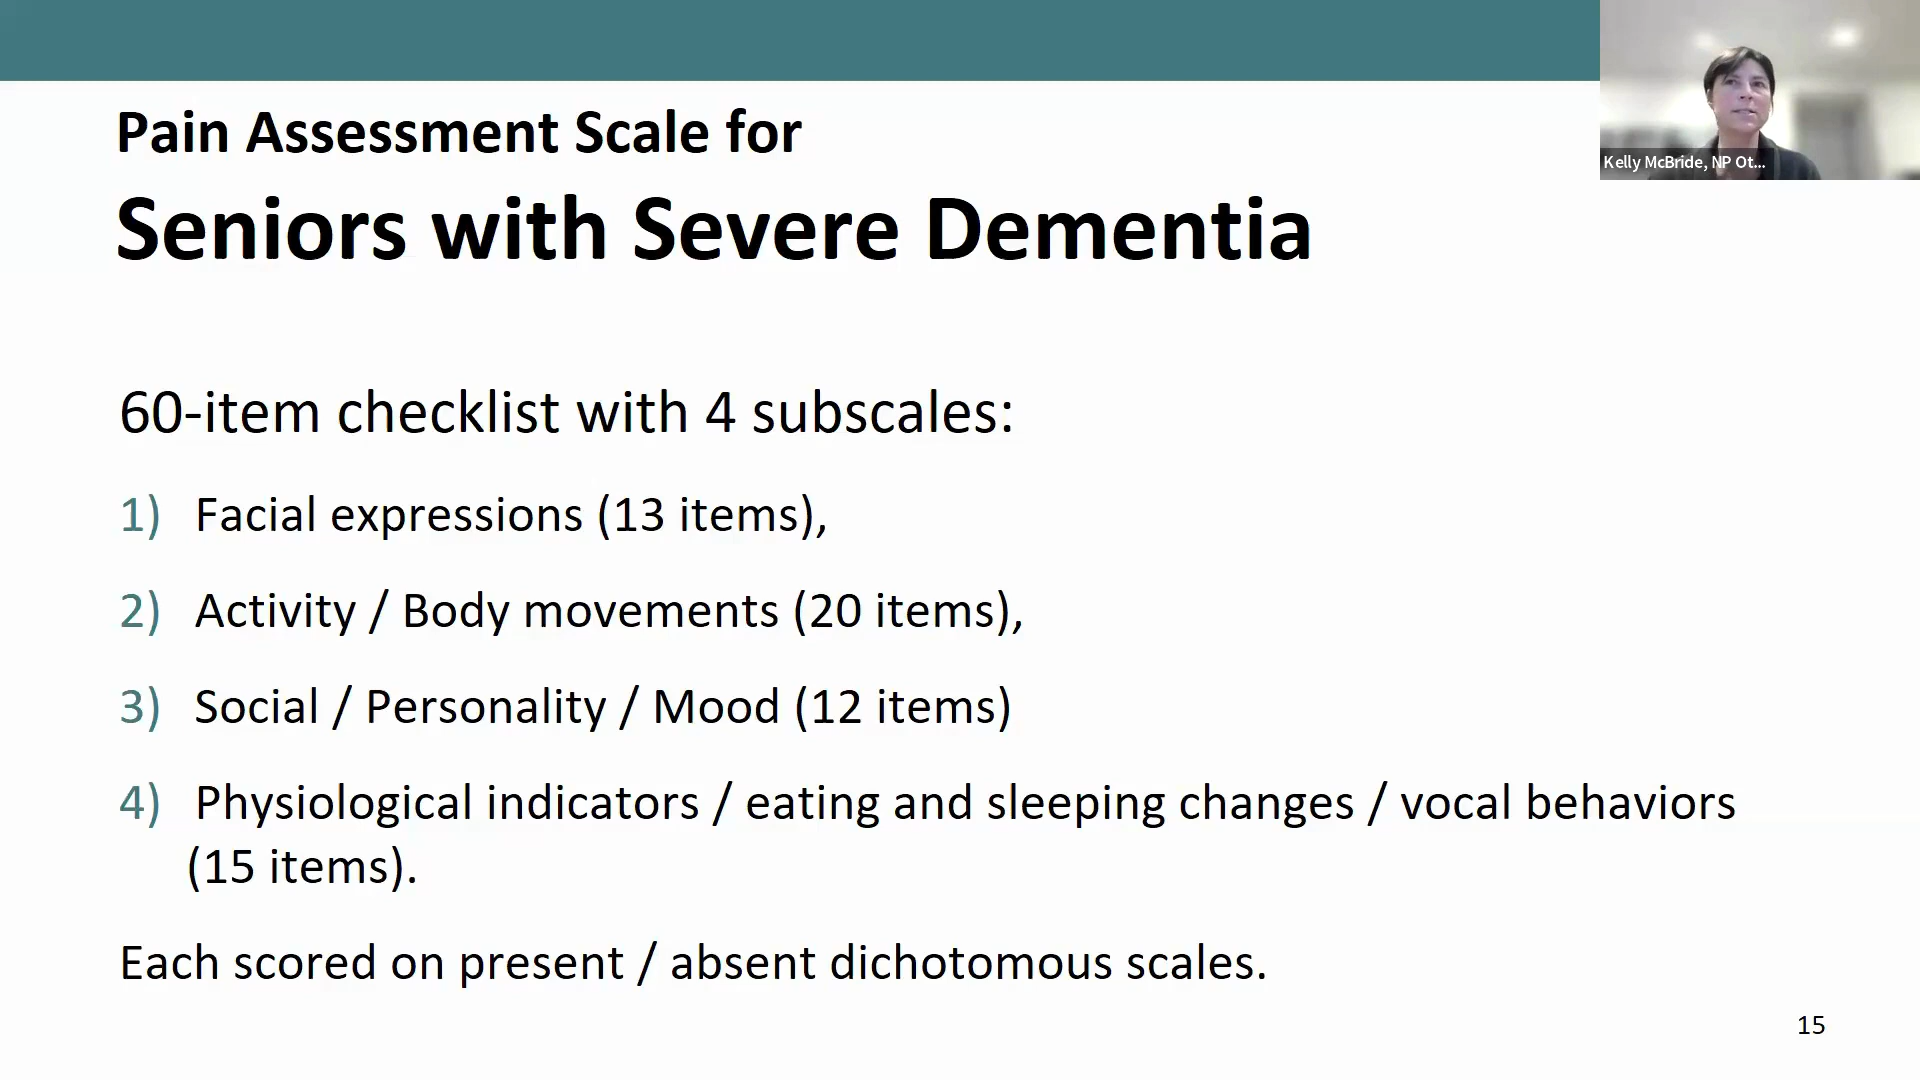 Kelly McBride, NP Ot...
Pain Assessment Scale for
Seniors with Severe Dementia
60-item checklist with 4 subscales:
1) Facial expressions (13 items),
2) Activity / Body movements (20 items),
3) Social / Personality / Mood (12 items)
4) Physiological indicators / eating and sleeping changes / vocal behaviors
(15 items).
Each scored on present / absent dichotomous scales.
15